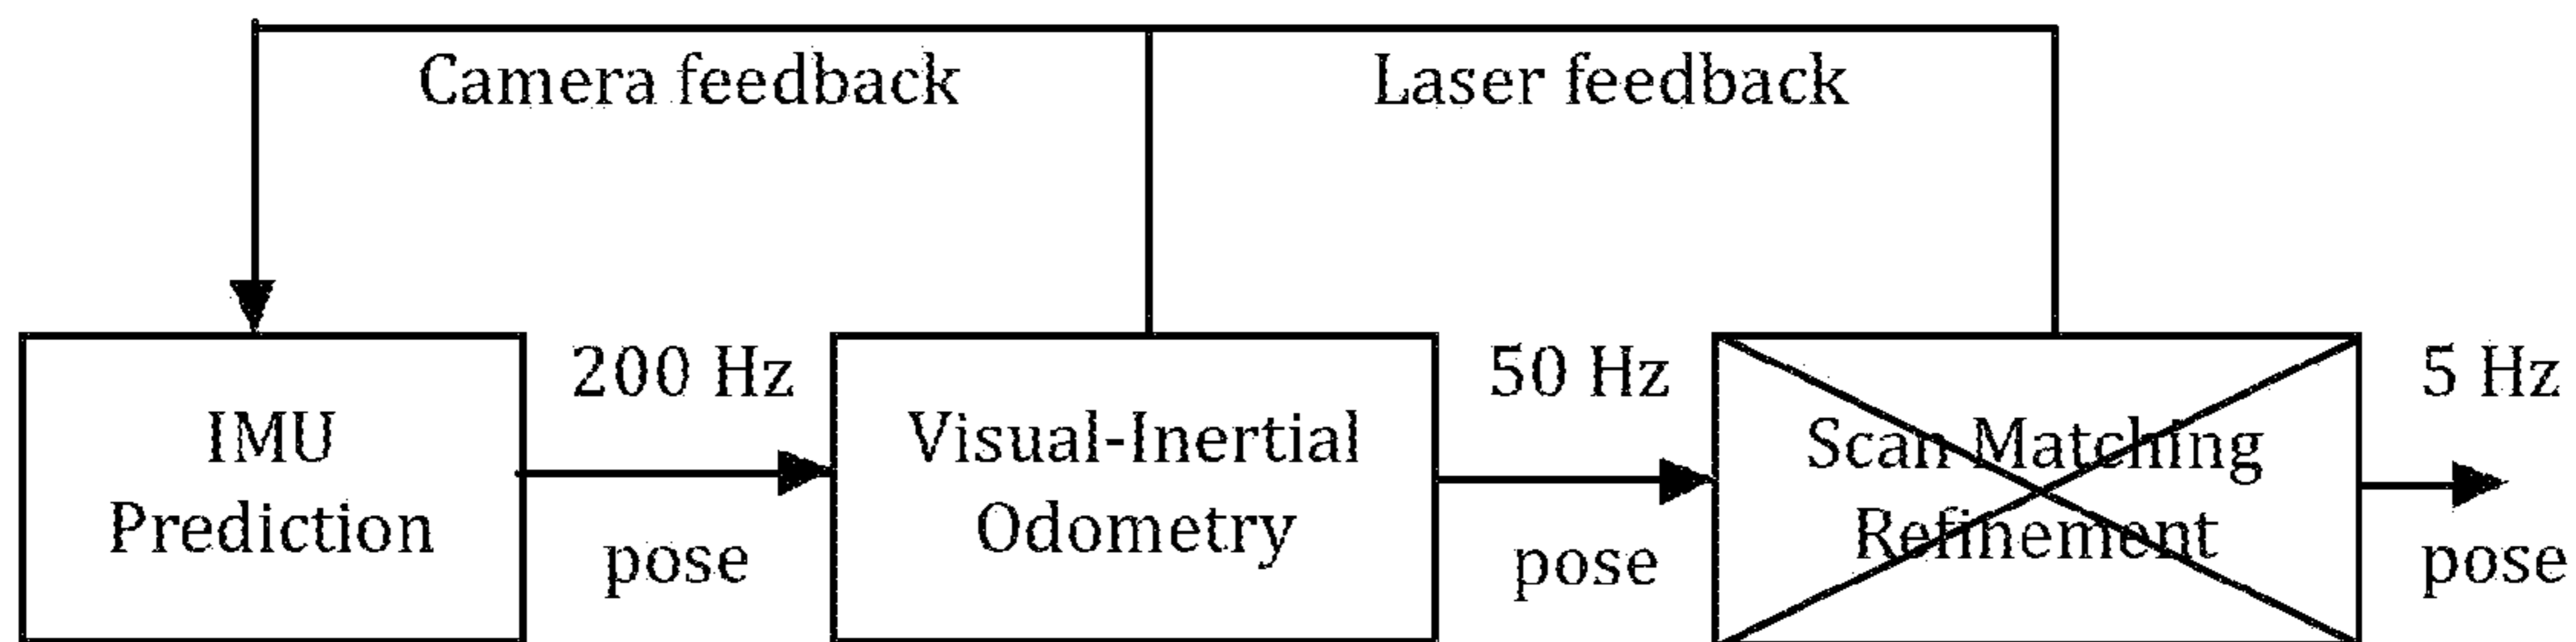 Camera feedback
Laser feedback
IMU
Prediction
200 Hz
pose
Visual-Inertial
Odometry
50 Hz
pose
Scan Matching
Refinement
5 Hz
pose